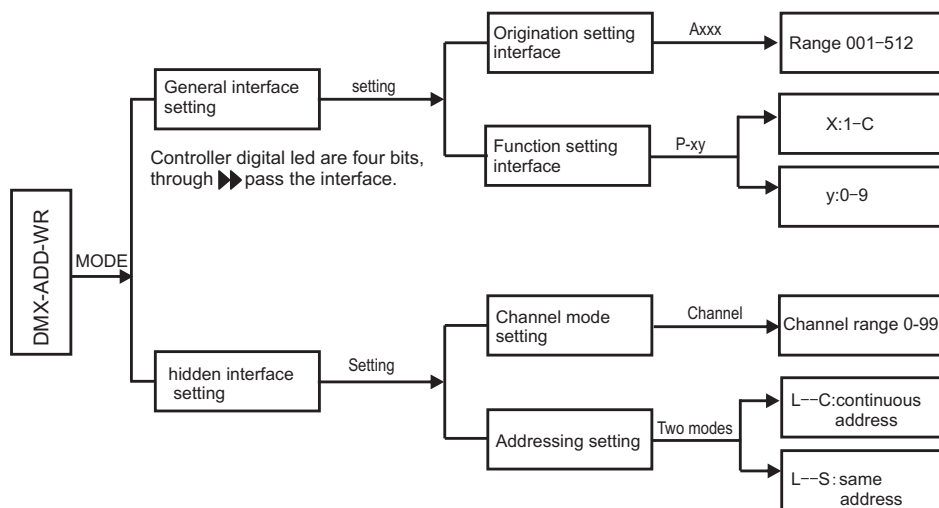 DMX-ADD-WR
MODE
General interface
setting
setting
Controller digital led are four bits,
through pass the interface.
Origination setting
interface
Axxx
Range 001-512
Function setting
interface
P-xy
X:1-C
y:0-9
hidden interface
setting
Setting
Channel mode
setting
Channel
Channel range 0-99
Addressing setting
Two modes
L--C:continuous
address
L--S:same
address